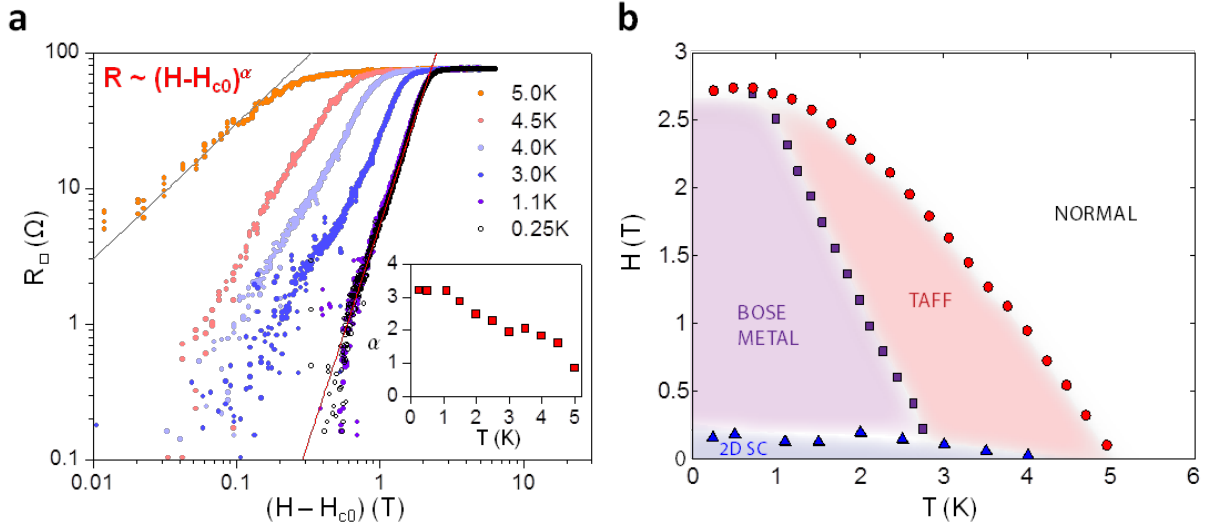 a
R ~ (H-Hc0)^α
100
10
1
0.1
R□ (Ω)
5.0K
4.5K
4.0K
3.0K
1.1K
0.25K
4
3
2
1
0
α
0 1 2 3 4 5
T (K)
0.01 0.1 1 10
(H – Hc0) (T)
b
3
2.5
2
1.5
1
0.5
0
H (T)
NORMAL
TAFF
BOSE
METAL
2D SC
0 1 2 3 4 5 6
T (K)